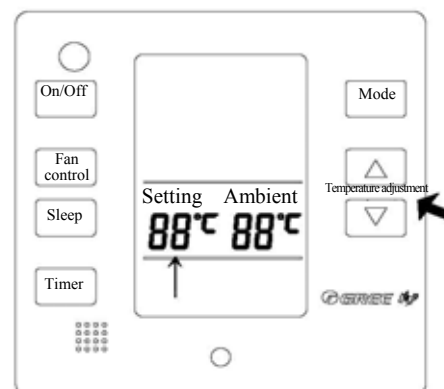 On/Off
Mode
Fan
control
Temperature adjustment
Setting Ambient
Sleep
88°C 88°C
Timer
GREE